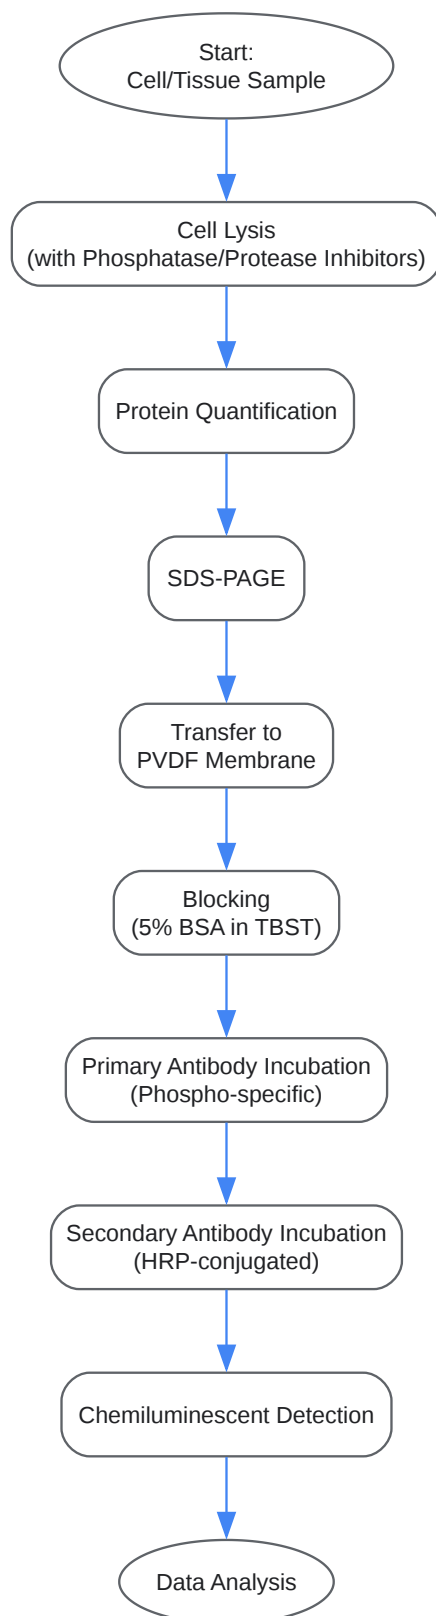 Start:
Cell/Tissue Sample
Cell Lysis
(with Phosphatase/Protease Inhibitors)
Protein Quantification
SDS-PAGE
Transfer to
PVDF Membrane
Blocking
(5% BSA in TBST)
Primary Antibody Incubation
(Phospho-specific)
Secondary Antibody Incubation
(HRP-conjugated)
Chemiluminescent Detection
Data Analysis